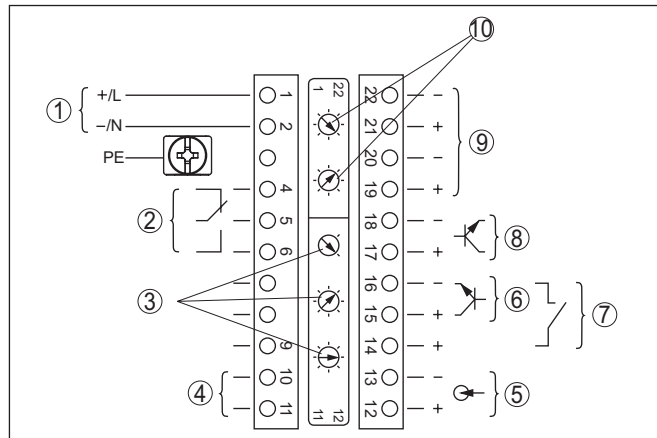 ⑩
① +/L 1 1 22 22 −
−/N 2 21 + ⑨
PE 20 −
4 19 +
② 5 18 − ⑧
6 17 +
③ 16 − ⑥ ⑦
15 +
9 14 +
④ 10 13 − ⑤
11 11 12 12 +